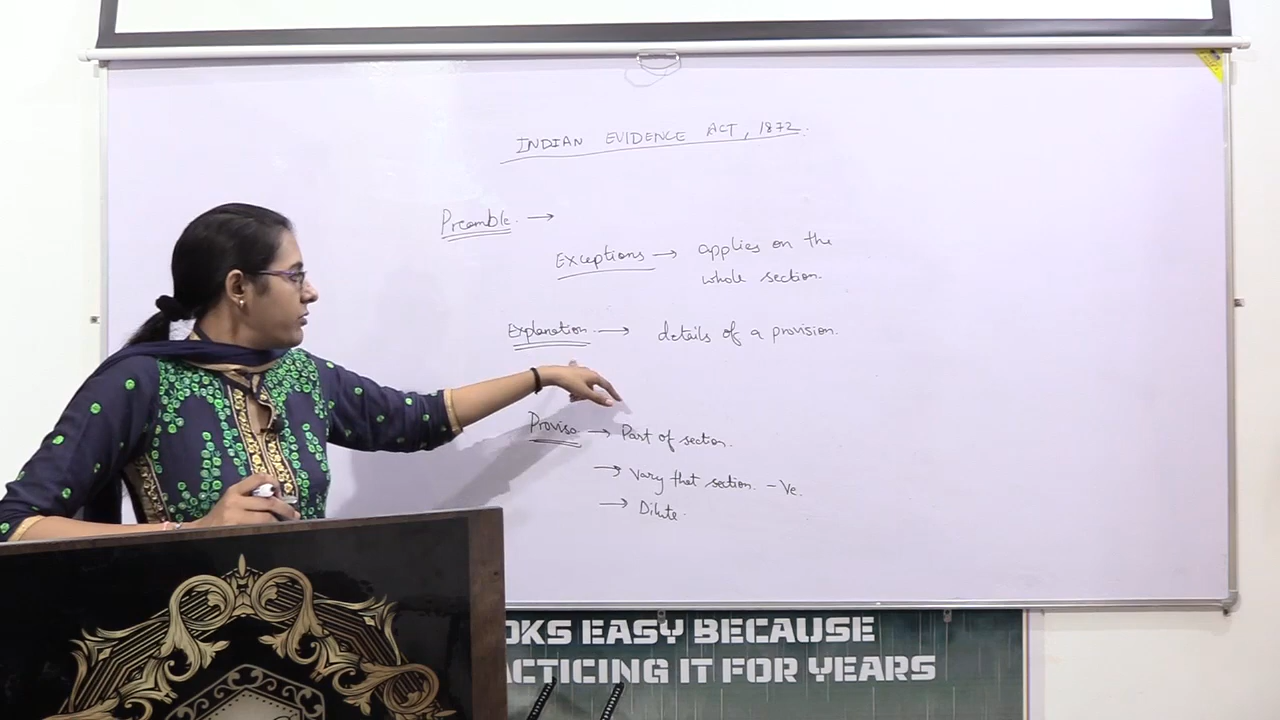 INDIAN EVIDENCE ACT, 1872.
Preamble. →
Exceptions → applies on the
whole section.
Explanation. → details of a provision.
Proviso → Part of section.
→ Vary that section. - Ve.
→ Dilute.
OKS EASY BECAUSE
ACTICING IT FOR YEARS